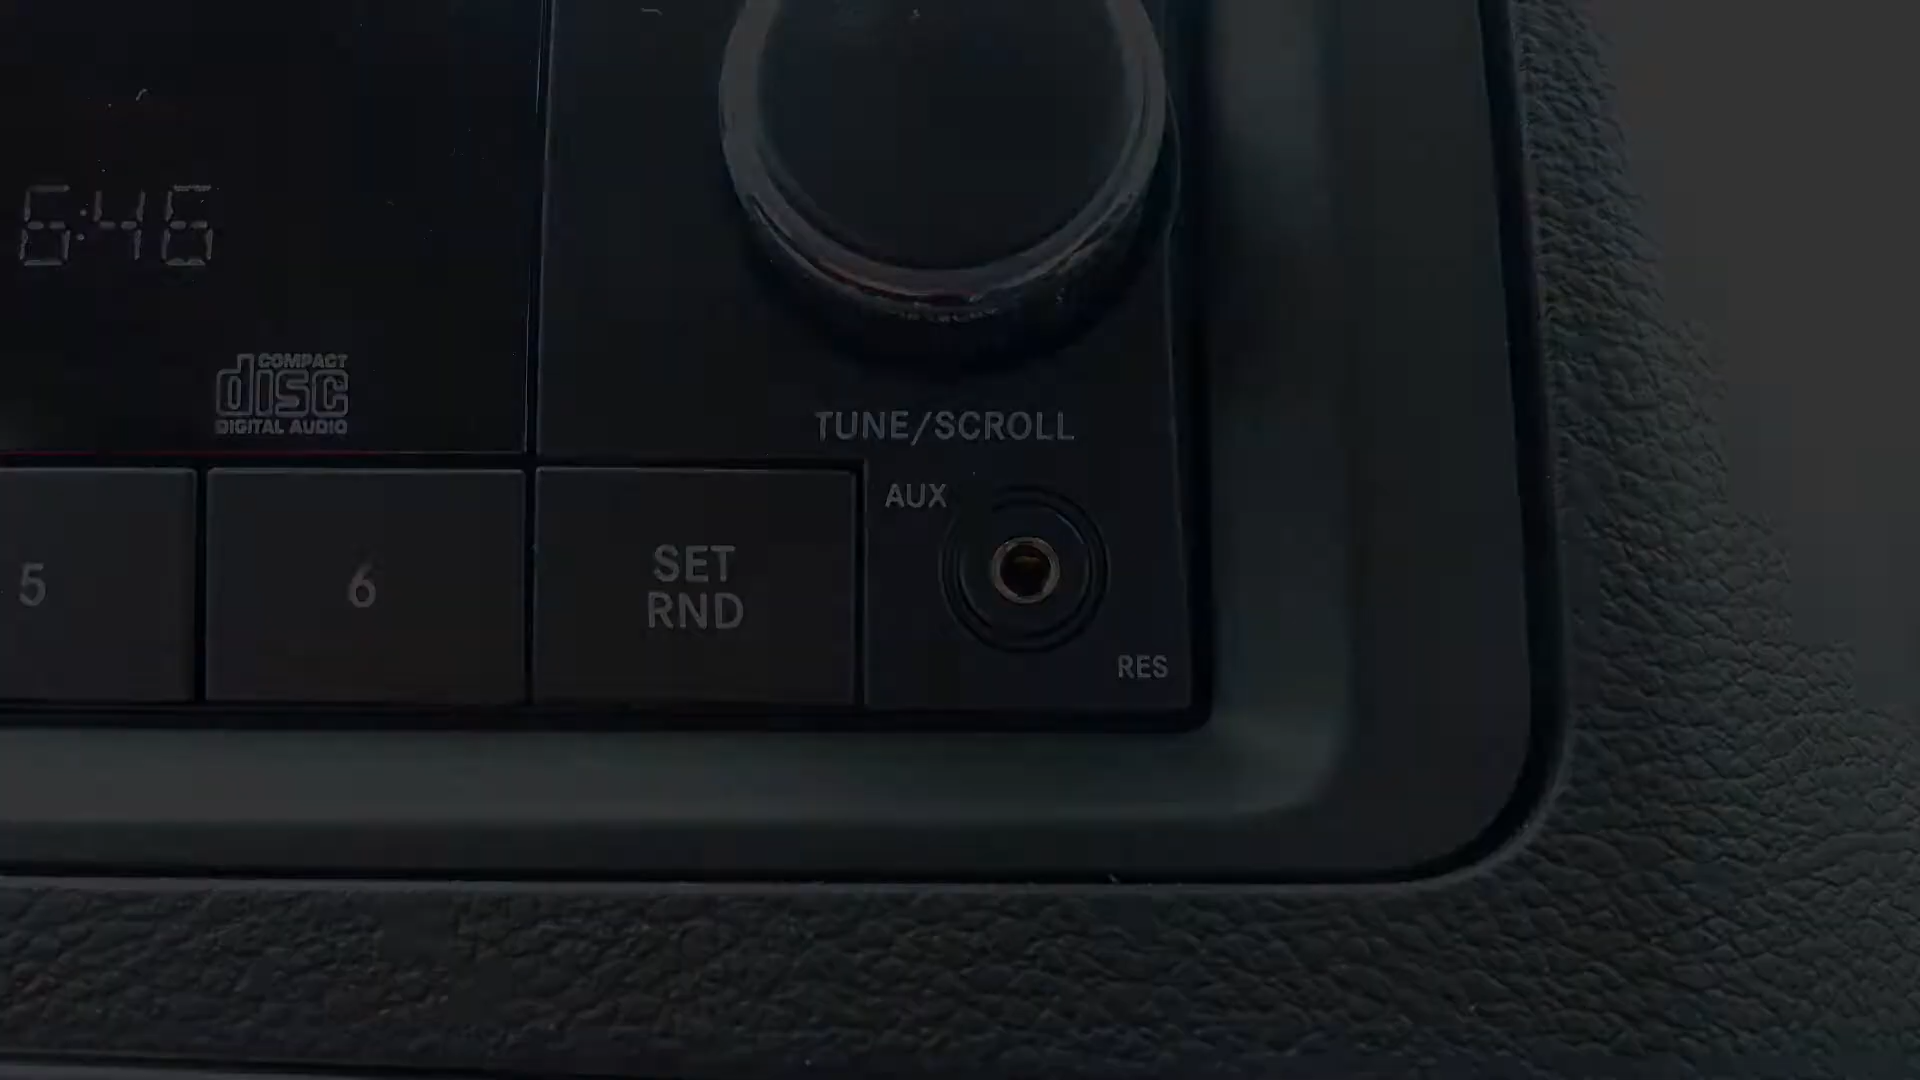 6:46
COMPACT
disc
DIGITAL AUDIO
TUNE/SCROLL
AUX
5
6
SET
RND
RES